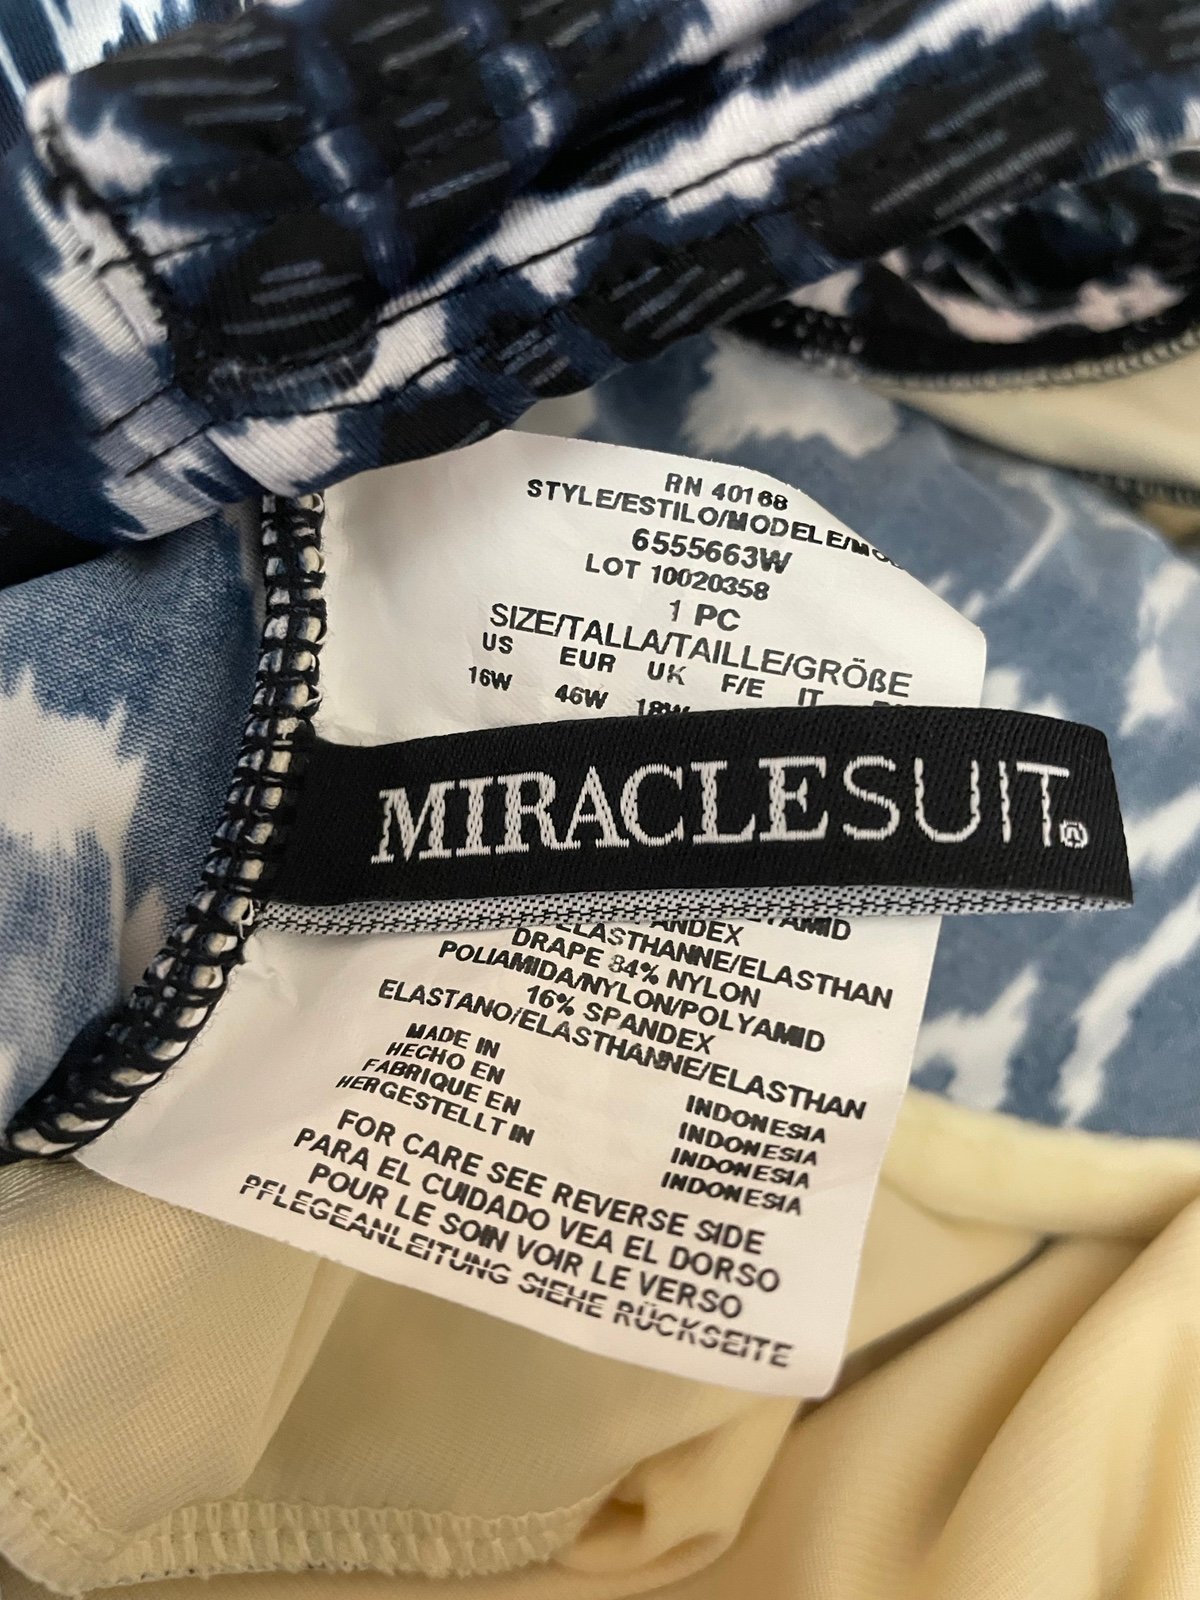 RN 40168
STYLE/ESTILO/MODELE/
6555663W
LOT 10020358
1 PC
SIZE/TALLA/TAILLE/GRÖßE
US EUR UK F/E IT
16W 46W 18W
MIRACLESUIT®
DRAPE 84% NYLON
POLIAMIDA/NYLON/POLYAMID
16% SPANDEX
ELASTANO/ELASTHANNE/ELASTHAN
MADE IN INDONESIA
HECHO EN INDONESIA
FABRIQUE EN INDONESIA
HERGESTELLT IN INDONESIA
FOR CARE SEE REVERSE SIDE
PARA EL CUIDADO VEA EL DORSO
POUR LE SOIN VOIR LE VERSO
PFLEGEANLEITUNG SIEHE RÜCKSEITE